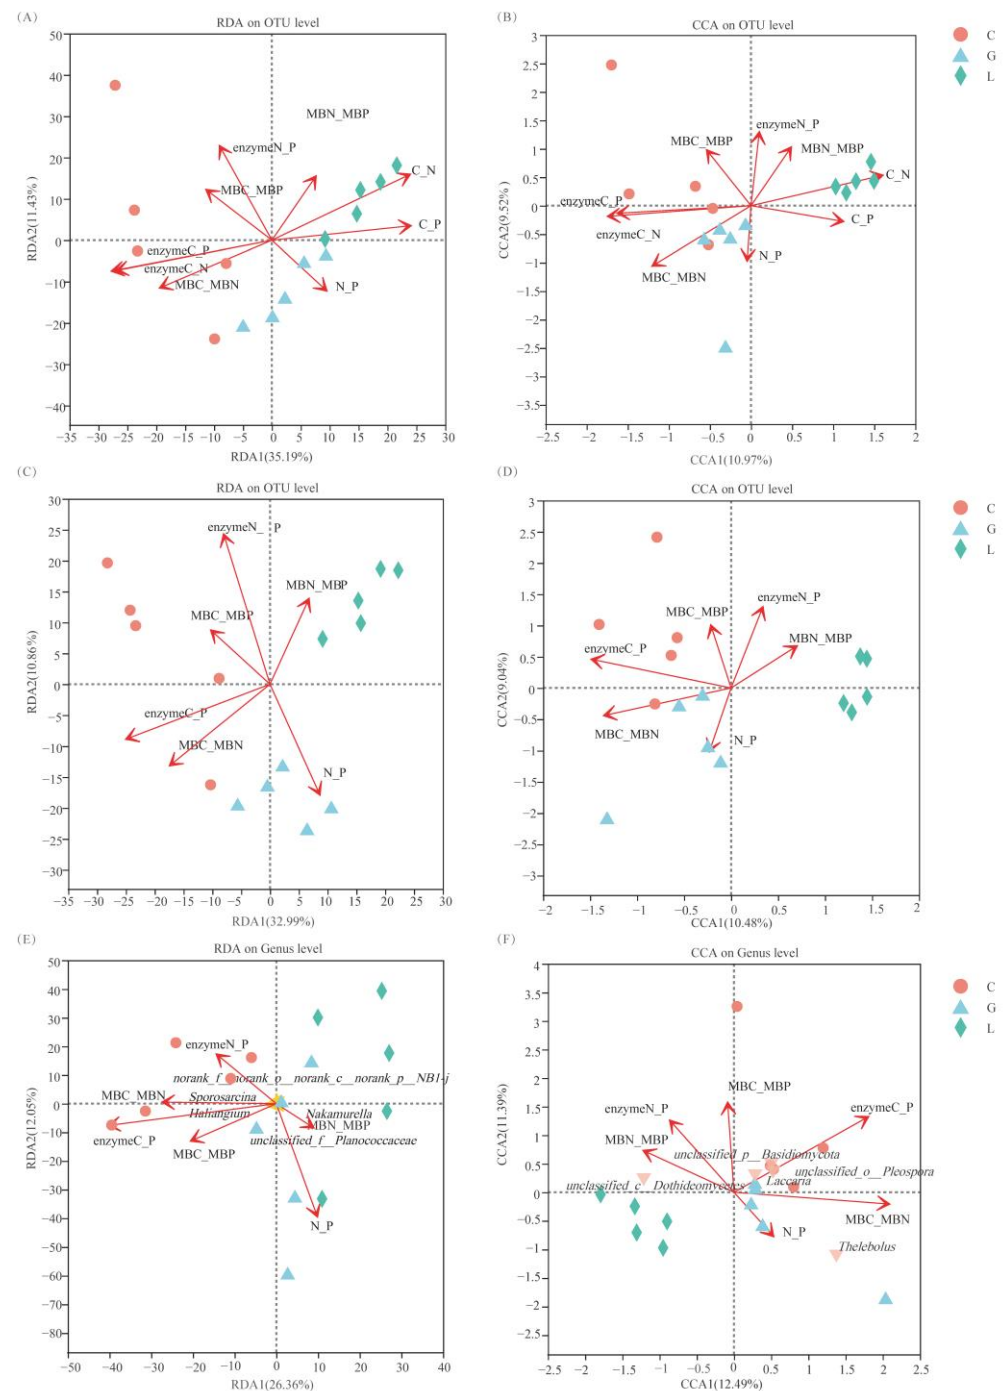 (A)
RDA on OTU level
50
40
30
20
10
0
−10
−20
−30
−40
RDA2(11.43%)
MBN_MBP
enzymeN_P
MBC_MBP
C_N
C_P
enzymeC_P
enzymeC_N
MBC_MBN
N_P
−35 −30 −25 −20 −15 −10 −5 0 5 10 15 20 25 30
RDA1(35.19%)
(B)
CCA on OTU level
3
2.5
2
1.5
1
0.5
0
−0.5
−1
−1.5
−2
−2.5
−3
−3.5
CCA2(9.52%)
enzymeN_P
MBC_MBP
MBN_MBP
C_N
enzymeC_P
C_P
enzymeC_N
N_P
MBC_MBN
−2.5 −2 −1.5 −1 −0.5 0 0.5 1 1.5 2
CCA1(10.97%)
C
G
L
(C)
RDA on OTU level
30
25
20
15
10
5
0
−5
−10
−15
−20
−25
−30
RDA2(10.86%)
enzymeN_ P
MBN_MBP
MBC_MBP
enzymeC_P
MBC_MBN
N_P
35 −30 −25 −20 −15 −10 −5 0 5 10 15 20 25 30
RDA1(32.99%)
(D)
CCA on OTU level
3
2.5
2
1.5
1
0.5
0
−0.5
−1
−1.5
−2
−2.5
−3
CCA2(9.04%)
enzymeN_P
MBC_MBP
MBN_MBP
enzymeC_P
MBC_MBN
N_P
−2 −1.5 −1 −0.5 0 0.5 1 1.5 2
CCA1(10.48%)
C
G
L
(E)
RDA on Genus level
50
40
30
20
10
0
−10
−20
−30
−40
−50
−60
−70
−80
RDA2(12.05%)
enzymeN_P
norank_f__norank_o__norank_c__norank_p__NB1-j
MBC_MBN
Sporosarcina
Haliangium
Nakamurella
MBN_MBP
enzymeC_P
unclassified_f__Planococcaceae
MBC_MBP
N_P
−50 −40 −30 −20 −10 0 10 20 30 40
RDA1(26.36%)
(F)
CCA on Genus level
4
3.5
3
2.5
2
1.5
1
0.5
0
−0.5
−1
−1.5
−2
−2.5
CCA2(11.39%)
MBC_MBP
enzymeN_P
enzymeC_P
MBN_MBP
unclassified_p__Basidiomycota
unclassified_o__Pleospora
unclassified_c__Dothideomycetes
Laccaria
MBC_MBN
N_P
Thelebolus
−2.5 −2 −1.5 −1 −0.5 0 0.5 1 1.5 2 2.5
CCA1(12.49%)
C
G
L